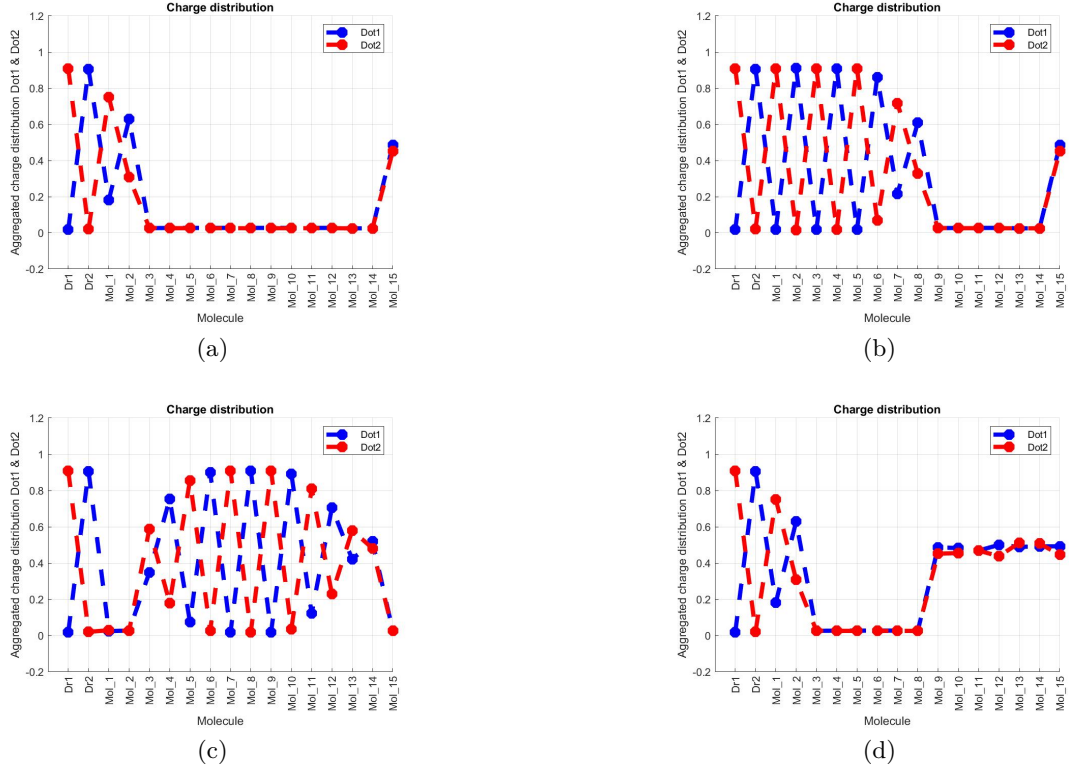 Charge distribution
Aggregated charge distribution Dot1 & Dot2
1.2
1
0.8
0.6
0.4
0.2
0
-0.2
Dot1
Dot2
Dr1
Dr2
Mol_1
Mol_2
Mol_3
Mol_4
Mol_5
Mol_6
Mol_7
Mol_8
Mol_9
Mol_10
Mol_11
Mol_12
Mol_13
Mol_14
Mol_15
Molecule
(a)
Charge distribution
Aggregated charge distribution Dot1 & Dot2
1.2
1
0.8
0.6
0.4
0.2
0
-0.2
Dot1
Dot2
Dr1
Dr2
Mol_1
Mol_2
Mol_3
Mol_4
Mol_5
Mol_6
Mol_7
Mol_8
Mol_9
Mol_10
Mol_11
Mol_12
Mol_13
Mol_14
Mol_15
Molecule
(b)
Charge distribution
Aggregated charge distribution Dot1 & Dot2
1.2
1
0.8
0.6
0.4
0.2
0
-0.2
Dot1
Dot2
Dr1
Dr2
Mol_1
Mol_2
Mol_3
Mol_4
Mol_5
Mol_6
Mol_7
Mol_8
Mol_9
Mol_10
Mol_11
Mol_12
Mol_13
Mol_14
Mol_15
Molecule
(c)
Charge distribution
Aggregated charge distribution Dot1 & Dot2
1.2
1
0.8
0.6
0.4
0.2
0
-0.2
Dot1
Dot2
Dr1
Dr2
Mol_1
Mol_2
Mol_3
Mol_4
Mol_5
Mol_6
Mol_7
Mol_8
Mol_9
Mol_10
Mol_11
Mol_12
Mol_13
Mol_14
Mol_15
Molecule
(d)